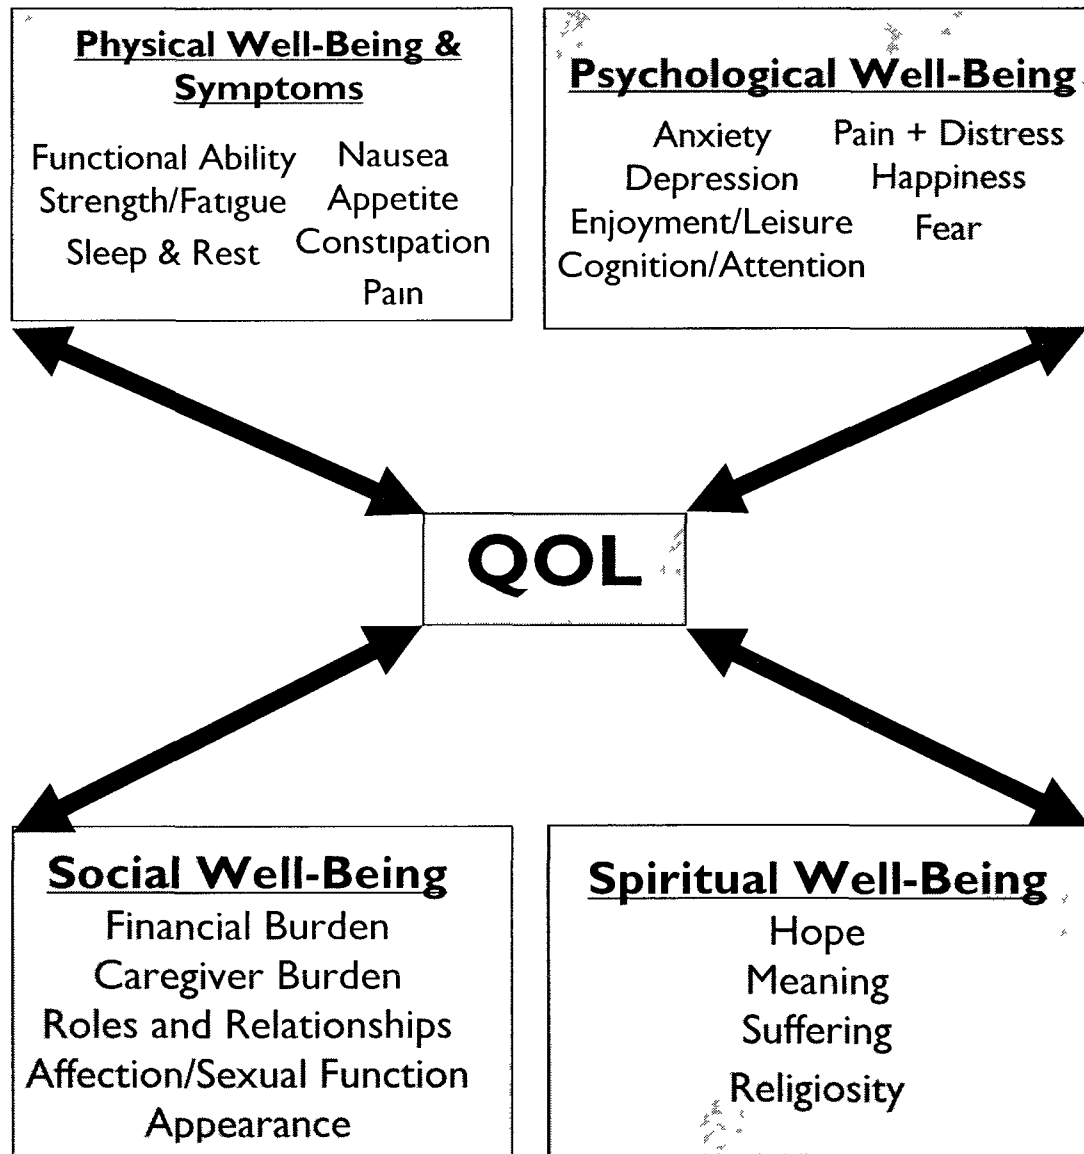 Physical Well-Being &
Symptoms
Functional Ability
Strength/Fatigue
Sleep & Rest
Nausea
Appetite
Constipation
Pain
Psychological Well-Being
Anxiety
Depression
Enjoyment/Leisure
Cognition/Attention
Pain + Distress
Happiness
Fear
QOL
Social Well-Being
Financial Burden
Caregiver Burden
Roles and Relationships
Affection/Sexual Function
Appearance
Spiritual Well-Being
Hope
Meaning
Suffering
Religiosity